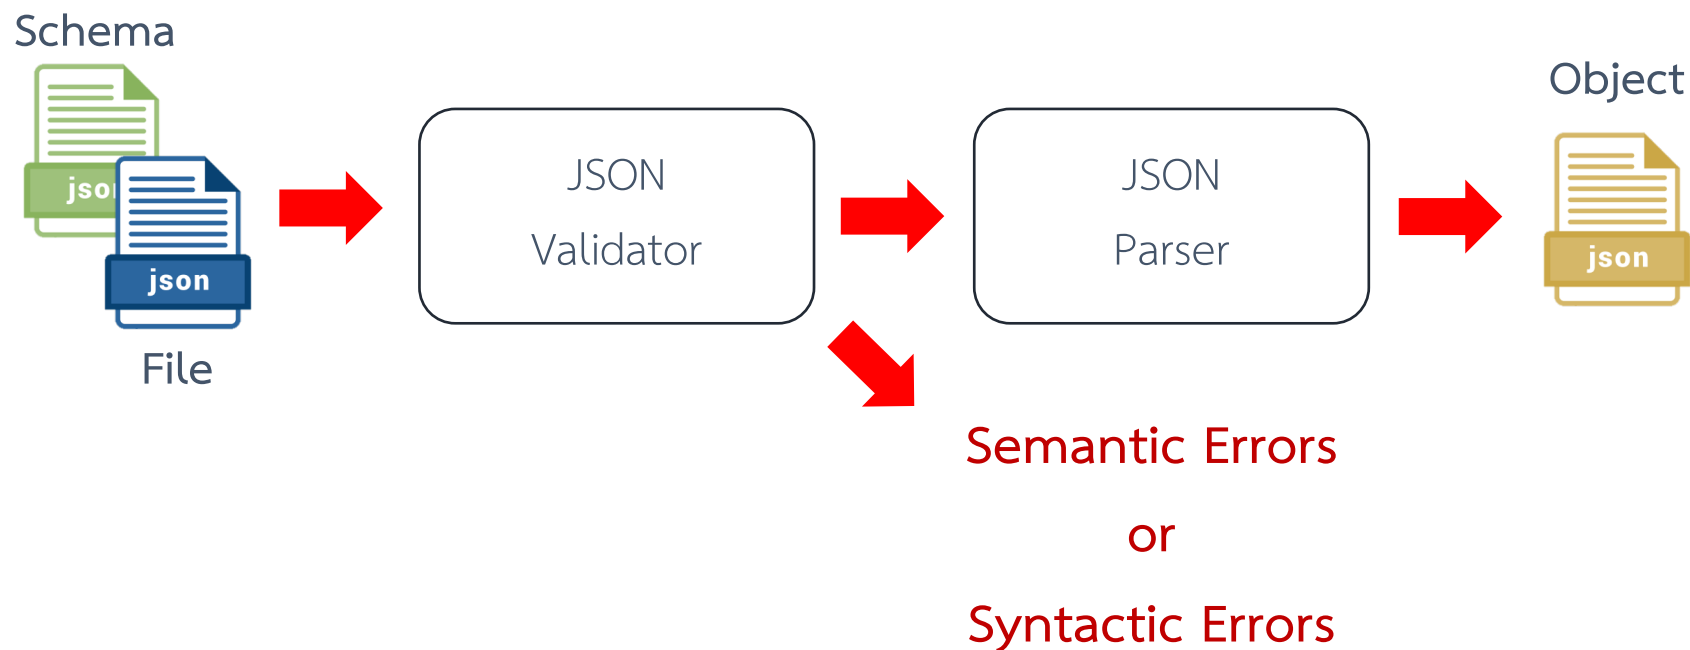 Schema
json
json
File
JSON
Validator
JSON
Parser
Object
json
Semantic Errors
or
Syntactic Errors